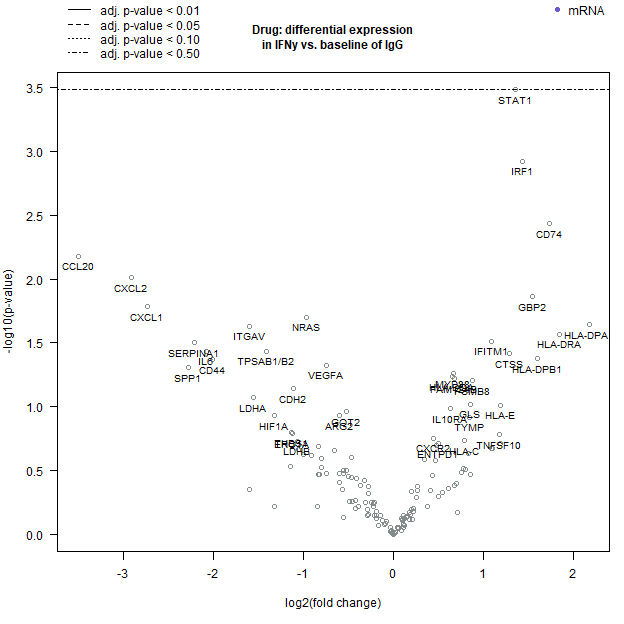 adj. p-value < 0.01
adj. p-value < 0.05
adj. p-value < 0.10
adj. p-value < 0.50
mRNA
Drug: differential expression
in IFNy vs. baseline of IgG
3.5
STAT1
3.0
IRF1
2.5
CD74
CCL20
2.0
CXCL2
CXCL1
GBP2
NRAS
ITGAV
HLA-DPA
HLA-DRA
1.5
SERPINA1
IFITM1
IL6
TPSAB1/B2
CTSS
CD44
SPP1
VEGFA
HLA-DPB1
CDH2
1.0
LDHA
GLS
HLA-E
HIF1A
ARG2
GOT2
IL10RA
TYMP
TNFSF10
LDHB
CXCR2
ENTPD1
HLA-C
0.5
0.0
-3
-2
-1
0
1
2
-log10(p-value)
log2(fold change)